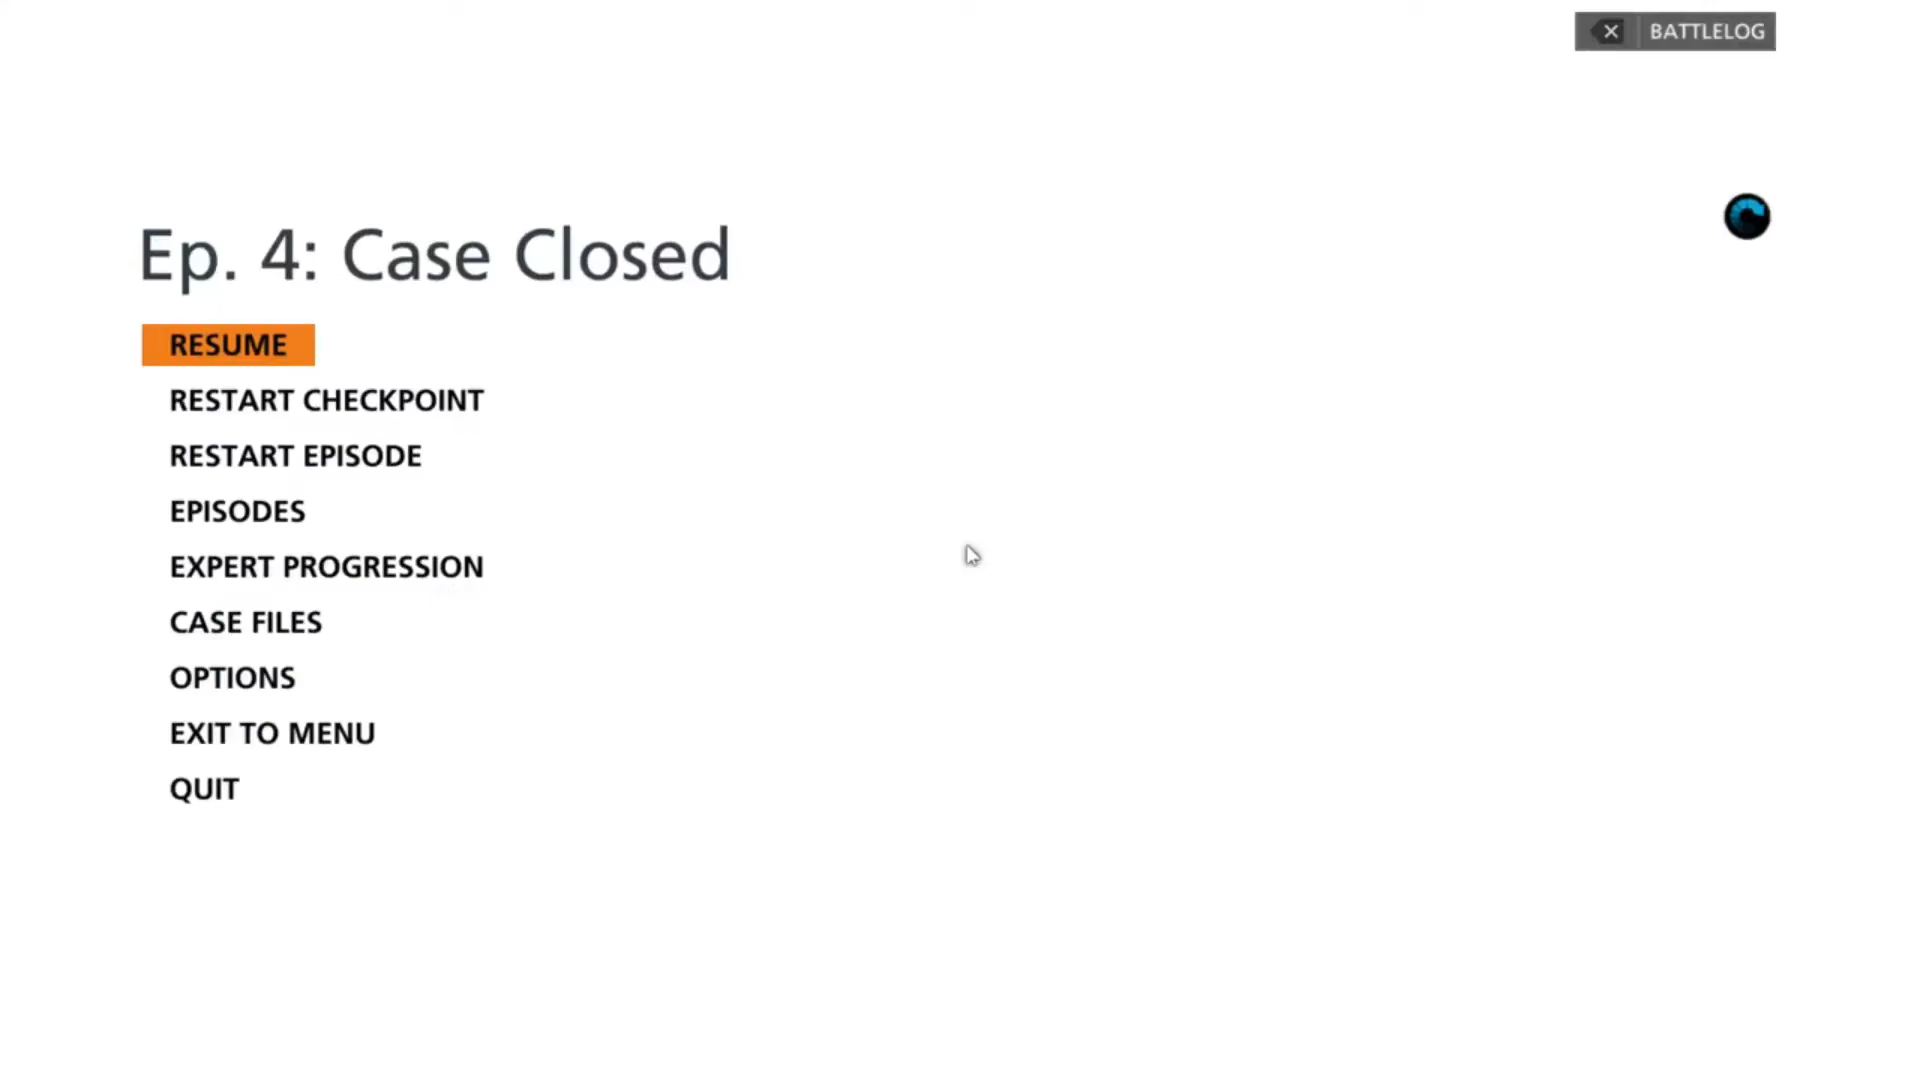 BATTLELOG
Ep. 4: Case Closed
RESUME
RESTART CHECKPOINT
RESTART EPISODE
EPISODES
EXPERT PROGRESSION
CASE FILES
OPTIONS
EXIT TO MENU
QUIT